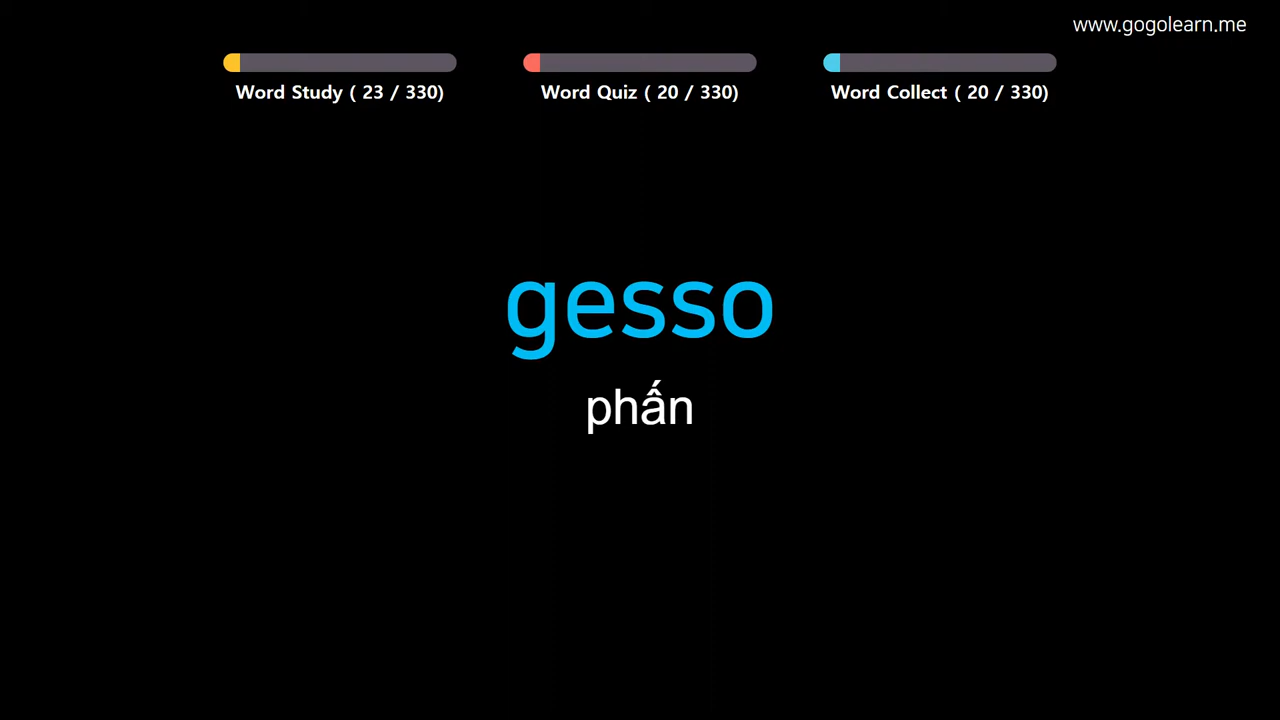 www.gogolearn.me
Word Study ( 23 / 330)
Word Quiz ( 20 / 330)
Word Collect ( 20 / 330)
gesso
phấn